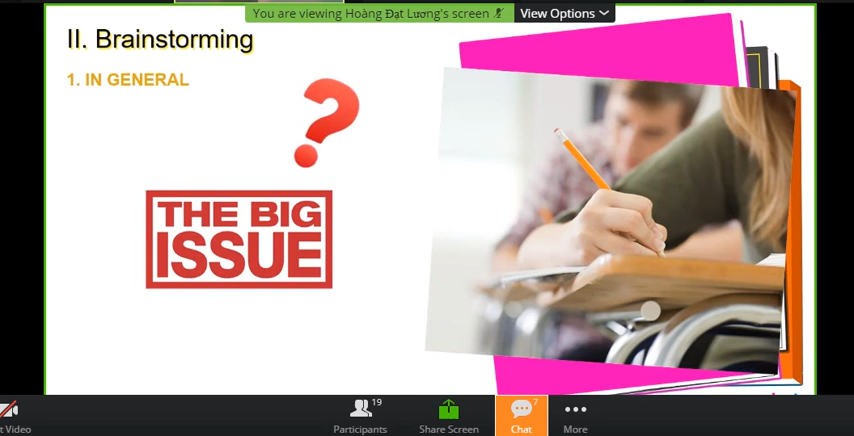 You are viewing Hoàng Đạt Lương's screen
View Options
II. Brainstorming
1. IN GENERAL
?
THE BIG
ISSUE
t Video
19
Participants
Share Screen
7
Chat
More